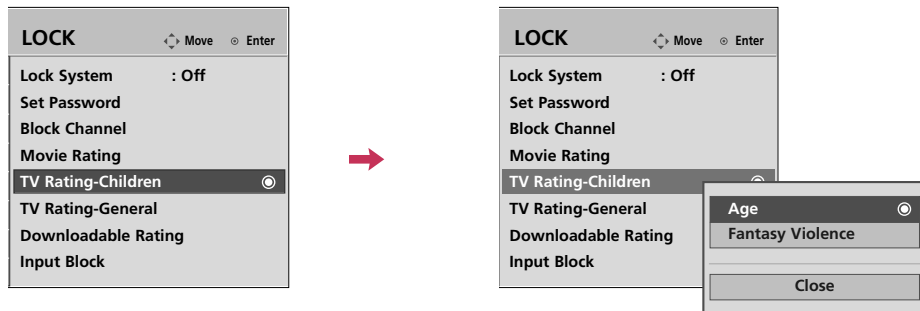 LOCK Move Enter
Lock System : Off
Set Password
Block Channel
Movie Rating
TV Rating-Children
TV Rating-General
Downloadable Rating
Input Block
LOCK Move Enter
Lock System : Off
Set Password
Block Channel
Movie Rating
TV Rating-Children
TV Rating-General
Downloadable Rating
Input Block
Age
Fantasy Violence
Close